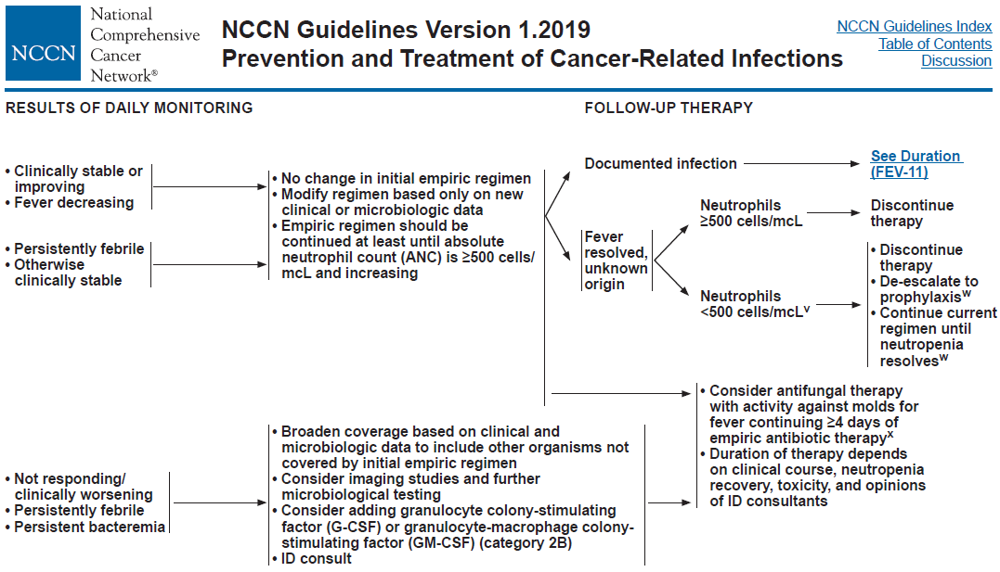 NCCN
National
Comprehensive
Cancer
Network®
NCCN Guidelines Version 1.2019
Prevention and Treatment of Cancer-Related Infections
NCCN Guidelines Index
Table of Contents
Discussion
RESULTS OF DAILY MONITORING
FOLLOW-UP THERAPY
• Clinically stable or
improving
• Fever decreasing
• Persistently febrile
• Otherwise
clinically stable
• No change in initial empiric regimen
• Modify regimen based only on new
clinical or microbiologic data
• Empiric regimen should be
continued at least until absolute
neutrophil count (ANC) is ≥500 cells/
mcL and increasing
Documented infection
See Duration
(FEV-11)
Fever
resolved,
unknown
origin
Neutrophils
≥500 cells/mcL
Discontinue
therapy
Neutrophils
<500 cells/mcLV
• Discontinue
therapy
• De-escalate to
prophylaxisW
• Continue current
regimen until
neutropenia
resolvesW
• Not responding/
clinically worsening
• Persistently febrile
• Persistent bacteremia
• Broaden coverage based on clinical and
microbiologic data to include other organisms not
covered by initial empiric regimen
• Consider imaging studies and further
microbiological testing
• Consider adding granulocyte colony-stimulating
factor (G-CSF) or granulocyte-macrophage colony-
stimulating factor (GM-CSF) (category 2B)
• ID consult
• Consider antifungal therapy
with activity against molds for
fever continuing ≥4 days of
empiric antibiotic therapyX
• Duration of therapy depends
on clinical course, neutropenia
recovery, toxicity, and opinions
of ID consultants